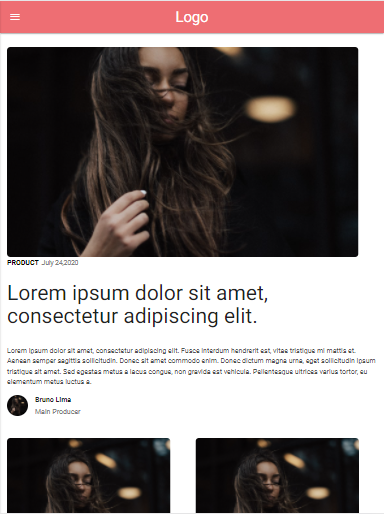 Logo
PRODUCT July 24,2020
Lorem ipsum dolor sit amet,
consectetur adipiscing elit.
Lorem ipsum dolor sit amet, consectetur adipiscing elit. Fusce interdum hendrerit est, vitae tristique mi mattis et.
Aenean semper sagittis sollicitudin. Donec sit amet commodo enim. Donec dictum magna urna, eget sollicitudin ipsum
tristique sit amet. Sed egestas metus a lacus congue, non gravida est vehicula. Pellentesque ultrices varius tortor, eu
elementum metus luctus a.
Bruno Lima
Main Producer